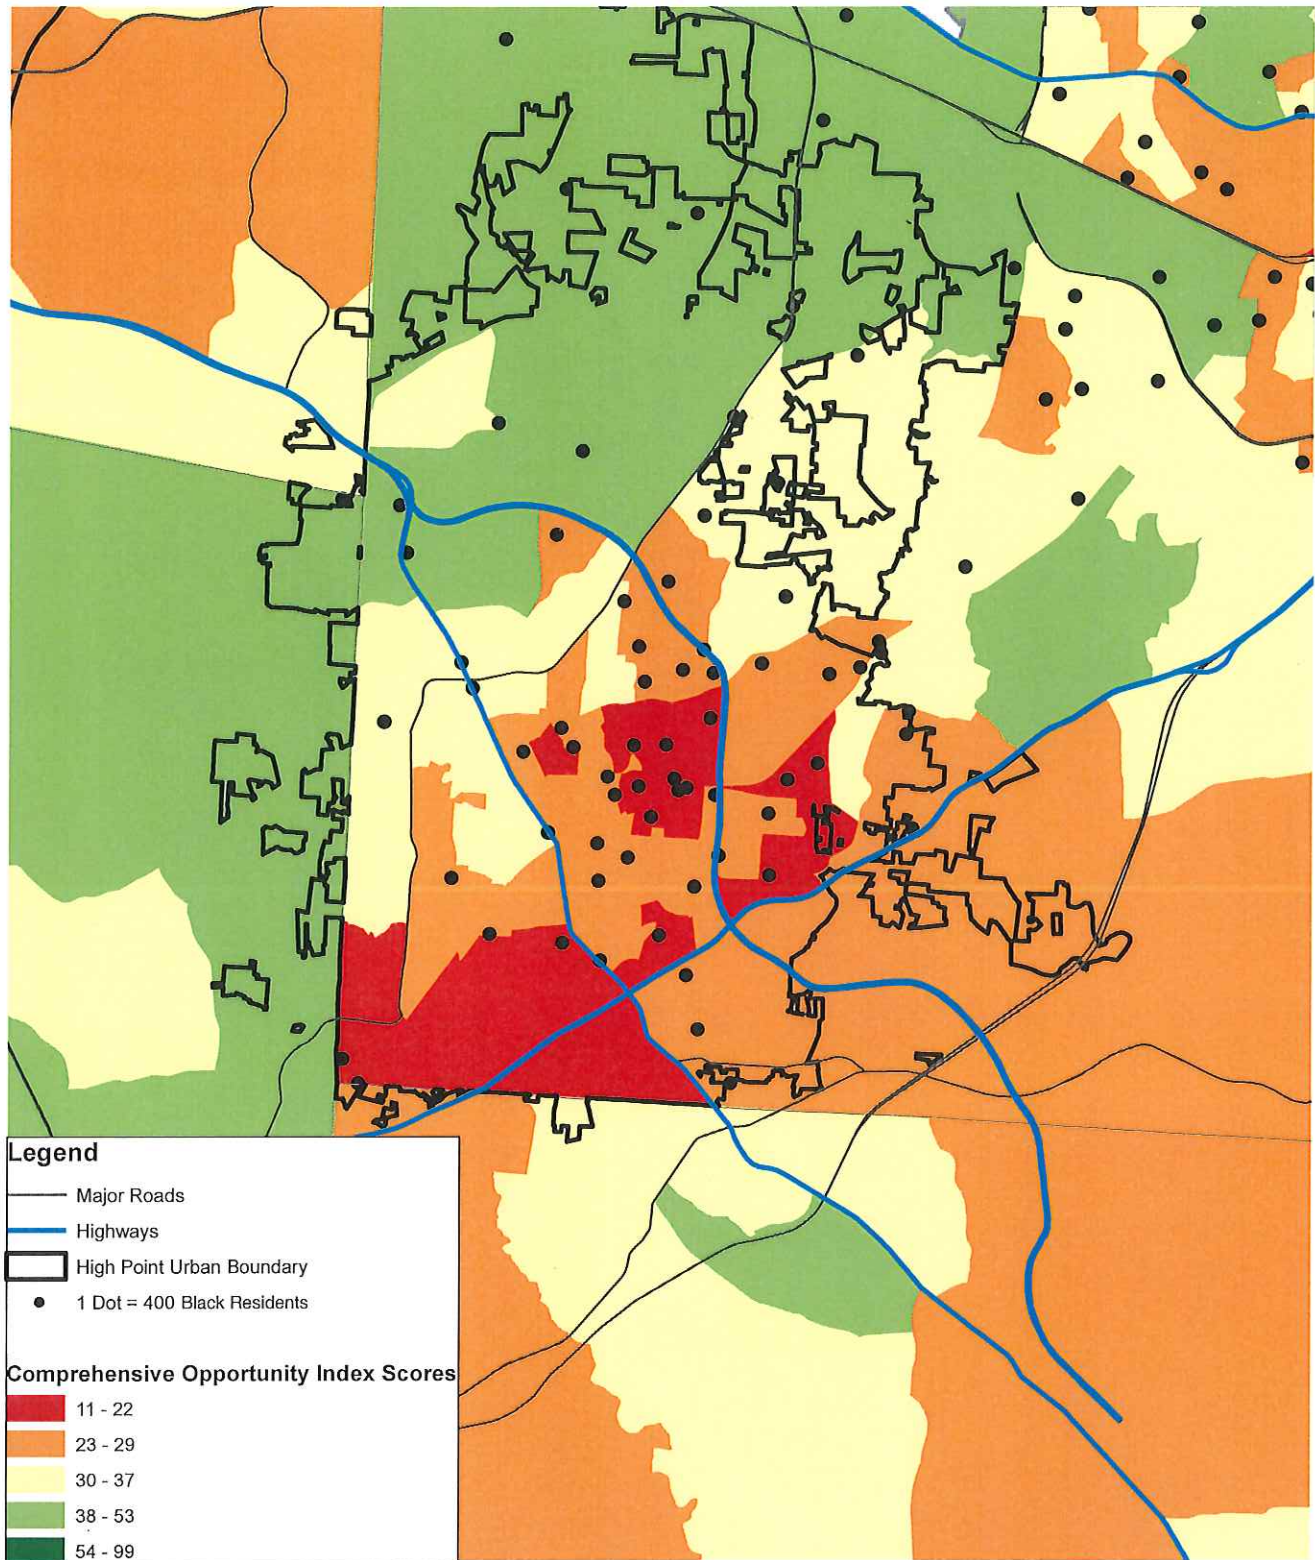 Legend
Major Roads
Highways
High Point Urban Boundary
1 Dot = 400 Black Residents
Comprehensive Opportunity Index Scores
11 - 22
23 - 29
30 - 37
38 - 53
54 - 99